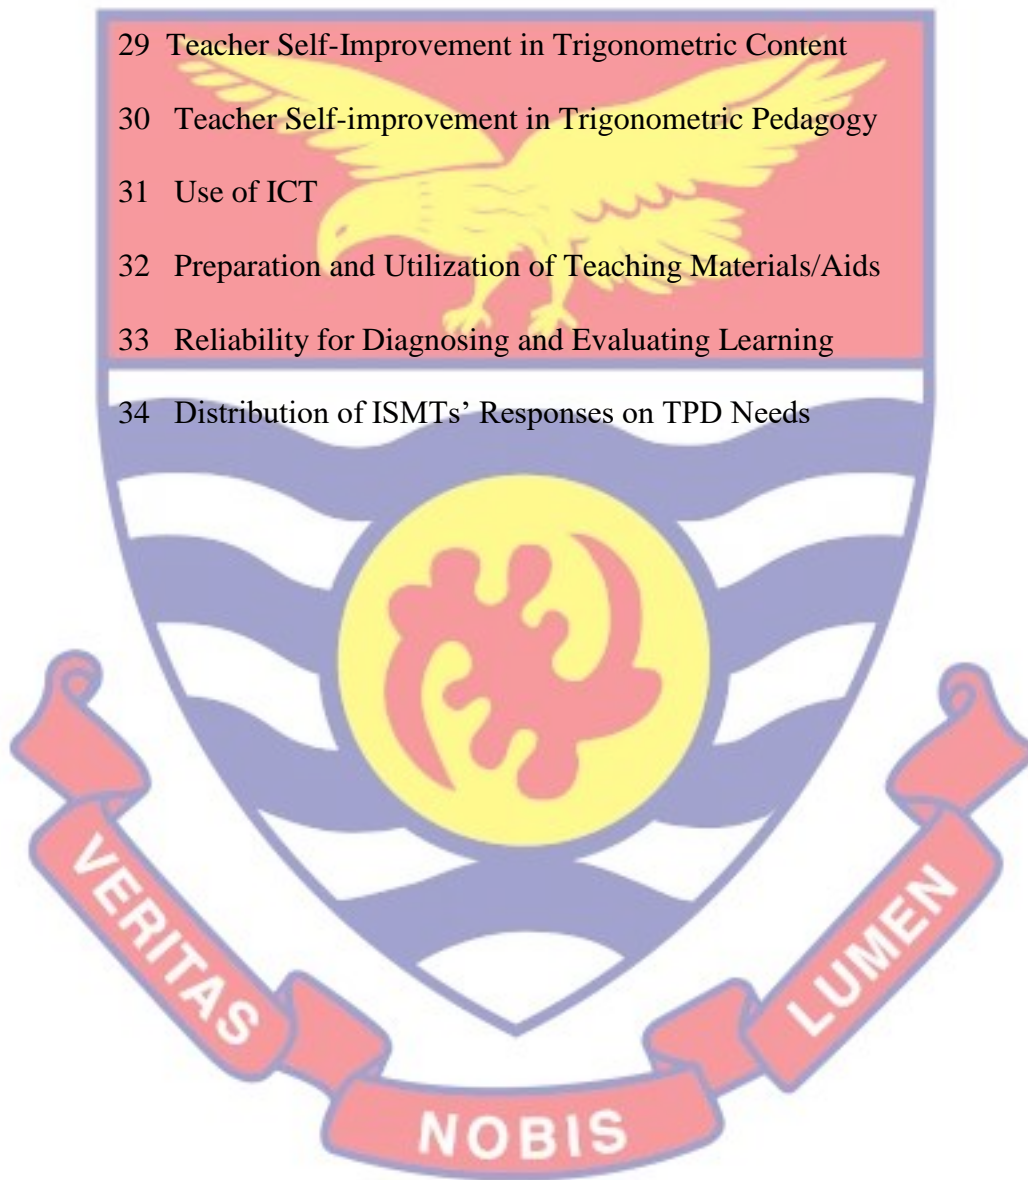 29 Teacher Self-Improvement in Trigonometric Content
30 Teacher Self-improvement in Trigonometric Pedagogy
31 Use of ICT
32 Preparation and Utilization of Teaching Materials/Aids
33 Reliability for Diagnosing and Evaluating Learning
34 Distribution of ISMTs’ Responses on TPD Needs
VERITAS
NOBIS
LUMEN